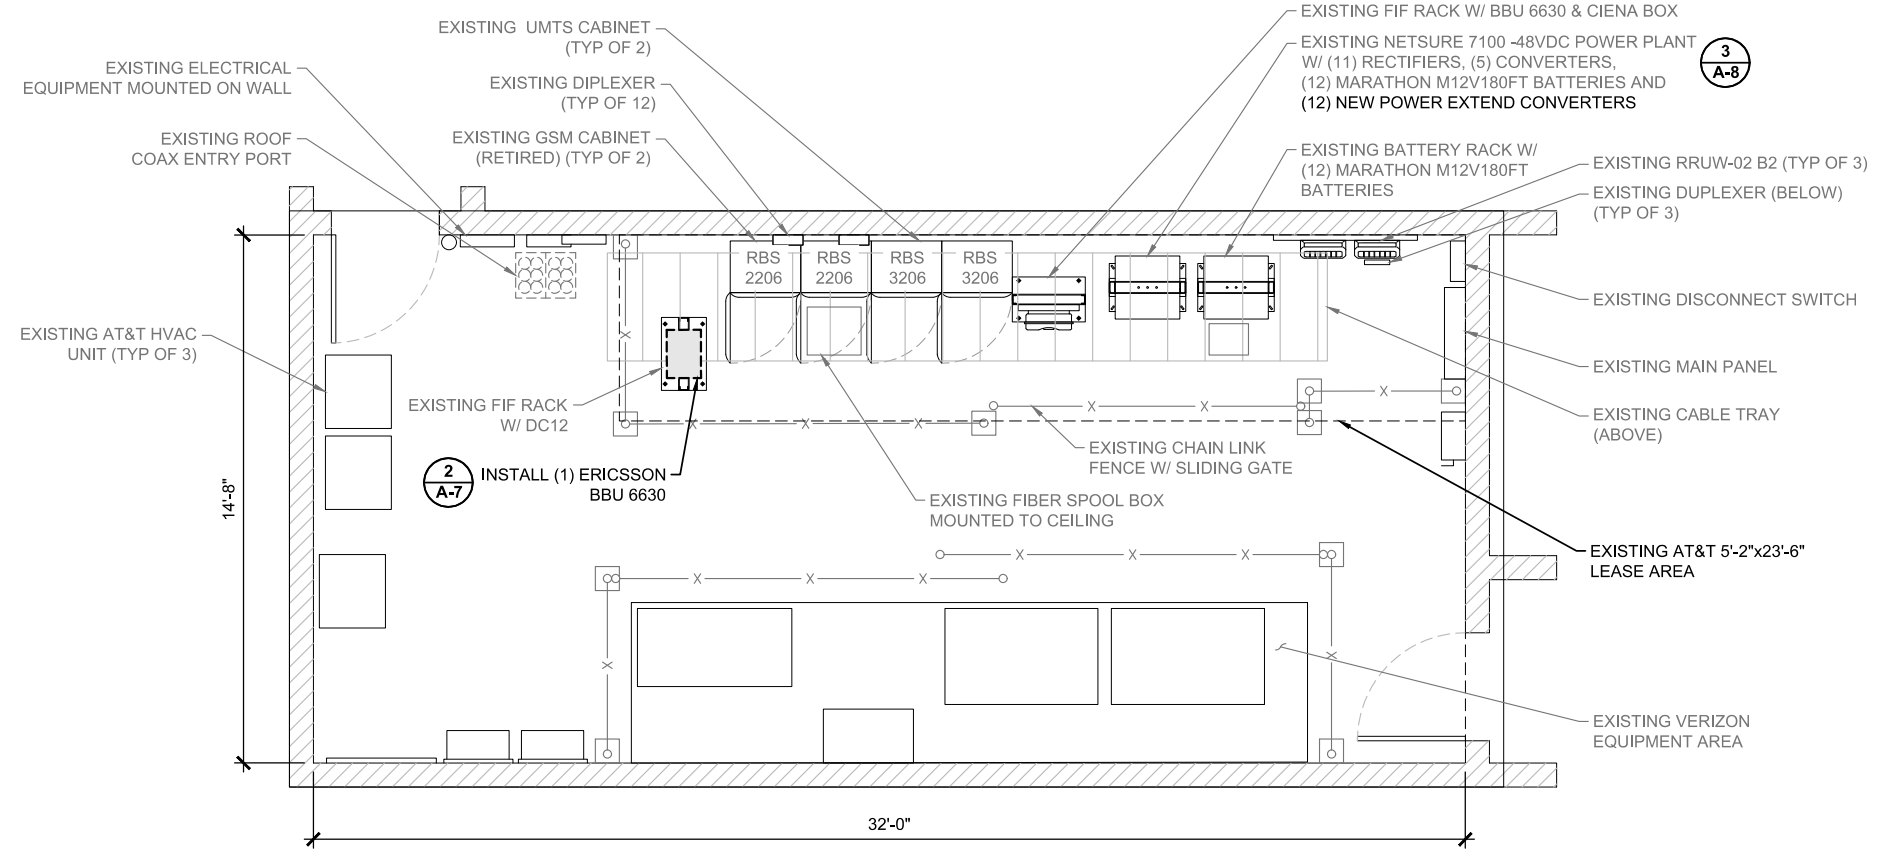 EXISTING UMTS CABINET
(TYP OF 2)
EXISTING ELECTRICAL
EQUIPMENT MOUNTED ON WALL
EXISTING DIPLEXER
(TYP OF 12)
EXISTING ROOF
COAX ENTRY PORT
EXISTING GSM CABINET
(RETIRED) (TYP OF 2)
EXISTING FIF RACK W/ BBU 6630 & CIENA BOX
EXISTING NETSURE 7100 -48VDC POWER PLANT
W/ (11) RECTIFIERS, (5) CONVERTERS,
(12) MARATHON M12V180FT BATTERIES AND
(12) NEW POWER EXTEND CONVERTERS
3
A-8
EXISTING BATTERY RACK W/
(12) MARATHON M12V180FT
BATTERIES
EXISTING RRUW-02 B2 (TYP OF 3)
EXISTING DUPLEXER (BELOW)
(TYP OF 3)
RBS
2206
RBS
2206
RBS
3206
RBS
3206
EXISTING DISCONNECT SWITCH
EXISTING AT&T HVAC
UNIT (TYP OF 3)
X
EXISTING MAIN PANEL
EXISTING FIF RACK
W/ DC12
X
X
X
EXISTING CABLE TRAY
(ABOVE)
X
X
X
EXISTING CHAIN LINK
FENCE W/ SLIDING GATE
2
A-7
INSTALL (1) ERICSSON
BBU 6630
14'-8"
EXISTING FIBER SPOOL BOX
MOUNTED TO CEILING
EXISTING AT&T 5'-2"x23'-6"
LEASE AREA
X
X
X
X
X
X
X
X
EXISTING VERIZON
EQUIPMENT AREA
32'-0"